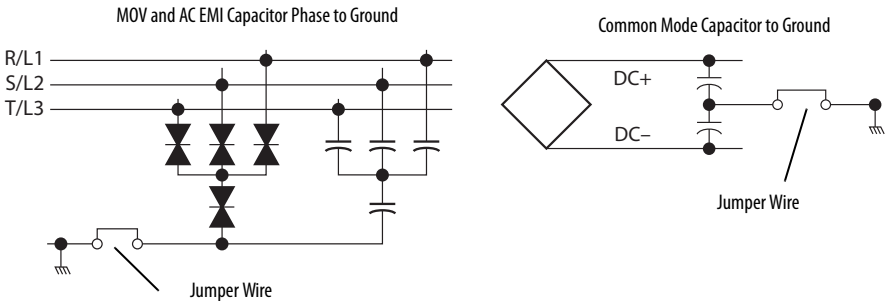 MOV and AC EMI Capacitor Phase to Ground
R/L1
S/L2
T/L3
Jumper Wire
Common Mode Capacitor to Ground
DC+
DC–
Jumper Wire